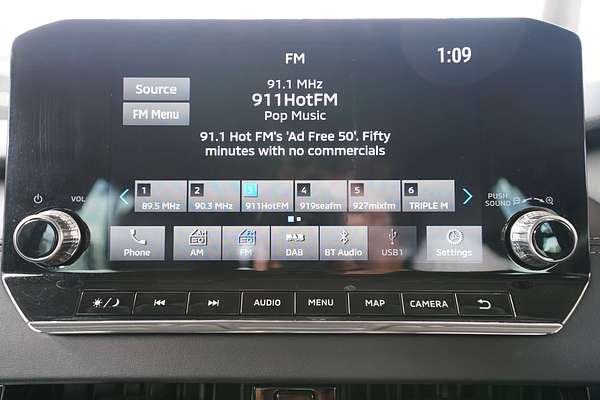 FM
1:09
Source
91.1 MHz
911HotFM
FM Menu
Pop Music
91.1 Hot FM's 'Ad Free 50'. Fifty
minutes with no commercials
1 2 3 4 5 6
89.5 MHz 90.3 MHz 911HotFM 919seafm 927mixfm TRIPLE M
VOL
PUSH
SOUND
Phone AM FM DAB BT Audio USB1 Settings
AUDIO MENU MAP CAMERA